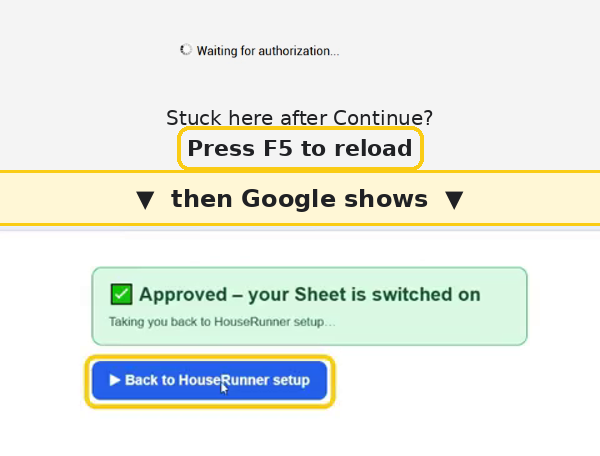 Waiting for authorization...
Stuck here after Continue?
Press F5 to reload
▼ then Google shows ▼
✅ Approved – your Sheet is switched on
Taking you back to HouseRunner setup...
▶ Back to HouseRunner setup